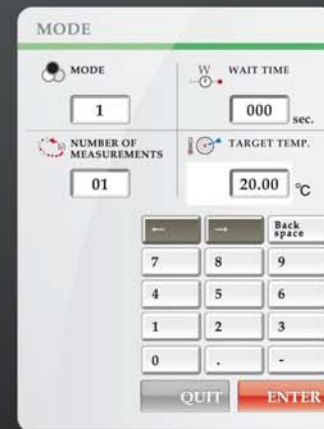 MODE
MODE
W WAIT TIME
1
000 sec.
NUMBER OF
MEASUREMENTS
TARGET TEMP.
01
20.00 °C
← → Back
space
7 8 9
4 5 6
1 2 3
0 . -
QUIT ENTER